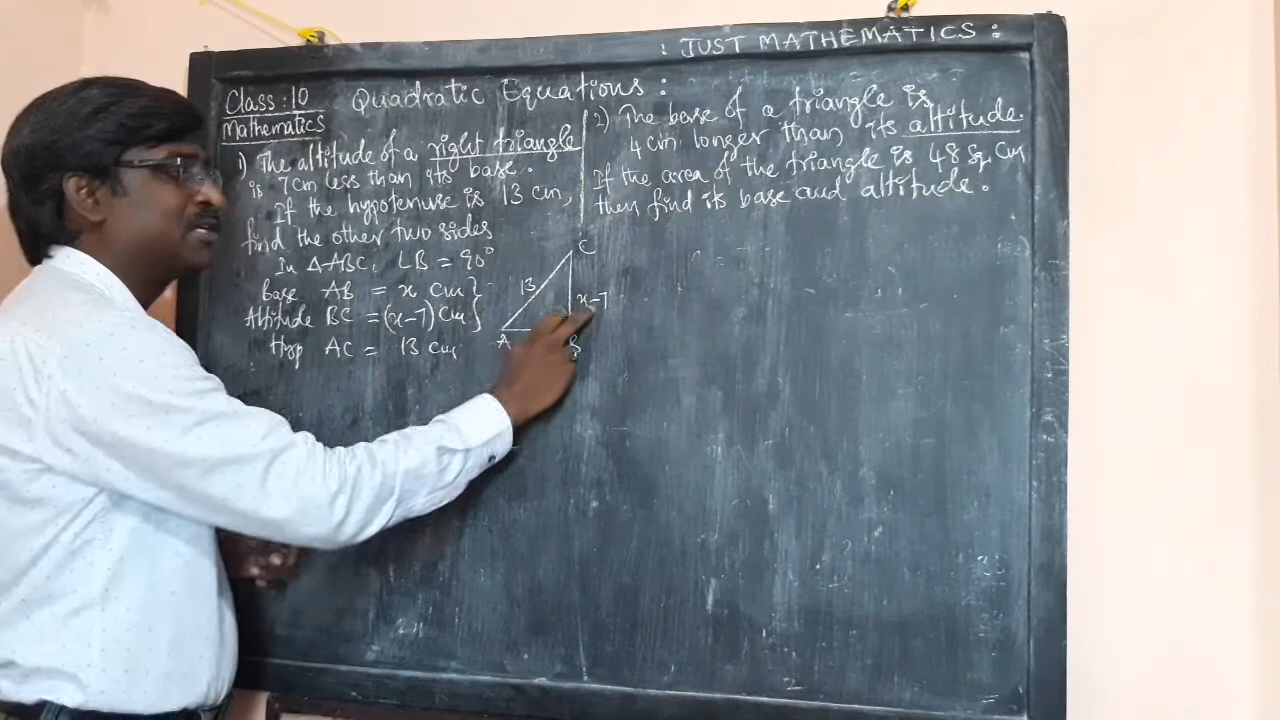 : JUST MATHEMATICS :
Class : 10 Quadratic Equations :
Mathematics
1) The altitude of a right triangle
is 7cm less than its base.
If the hypotenuse is 13 cm,
find the other two sides
In ΔABC, ∠B = 90°
Base AB = x cm }
Altitude BC = (x-7) cm }
Hyp AC = 13 cm
C
13
x-7
A
B
2) The base of a triangle is
4 cm longer than its altitude.
If the area of the triangle is 48 sq cm
then find its base and altitude.